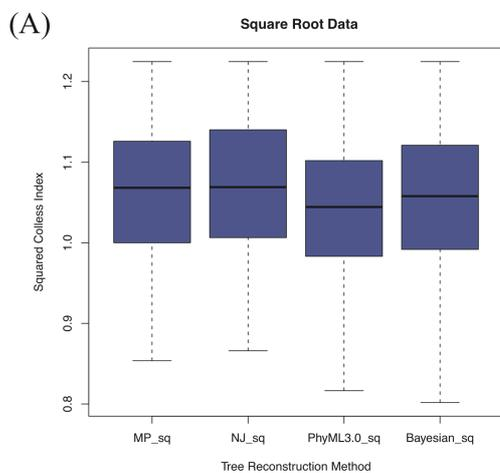 (A)
Square Root Data
Squared Colless Index
1.2
1.1
1.0
0.9
0.8
MP_sq NJ_sq PhyML3.0_sq Bayesian_sq
Tree Reconstruction Method